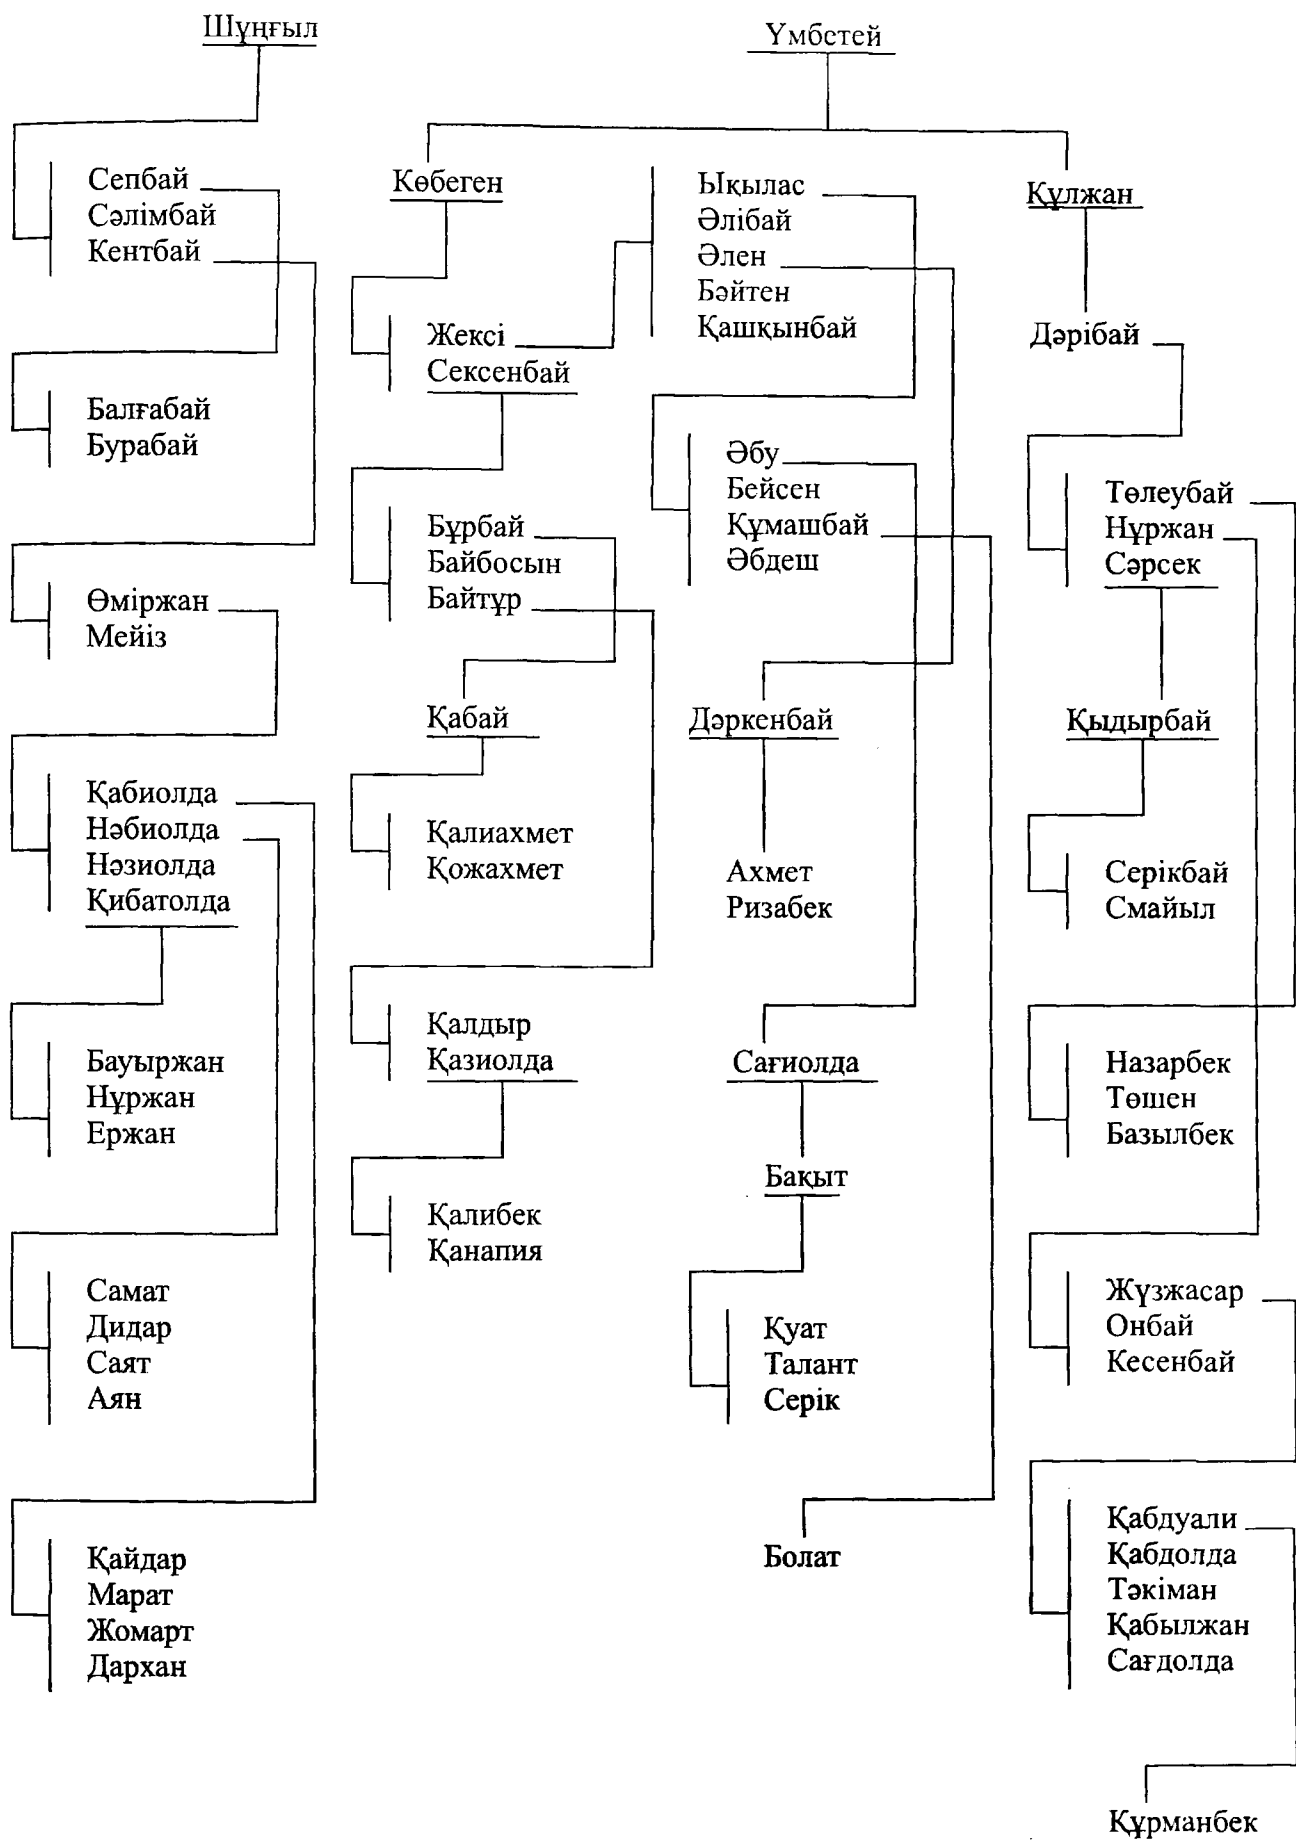 Шұңғыл
Сепбай
Сәлімбай
Кентбай
Балғабай
Бурабай
Өміржан
Мейіз
Қабиолда
Нәбиолда
Нәзиолда
Қибатолда
Бауыржан
Нұржан
Ержан
Самат
Дидар
Саят
Аян
Қайдар
Марат
Жомарт
Дархан
Үмбетей
Көбеген
Жексі
Сексенбай
Бұрбай
Байбосын
Байтұр
Қабай
Қалиахмет
Қожахмет
Қалдыр
Қазиолда
Қалибек
Қанапия
Ықылас
Әлібай
Әлен
Бәйтен
Қашқынбай
Әбу
Бейсен
Құмашбай
Әбдеш
Дәркенбай
Ахмет
Ризабек
Сағиолда
Бақыт
Қуат
Талант
Серік
Болат
Құлжан
Дәрібай
Төлеубай
Нұржан
Сәрсек
Қыдырбай
Серікбай
Смайыл
Назарбек
Төшен
Базылбек
Жүзжасар
Онбай
Кесенбай
Қабдуали
Қабдолда
Тәкіман
Қабылжан
Сағдолда
Құрманбек